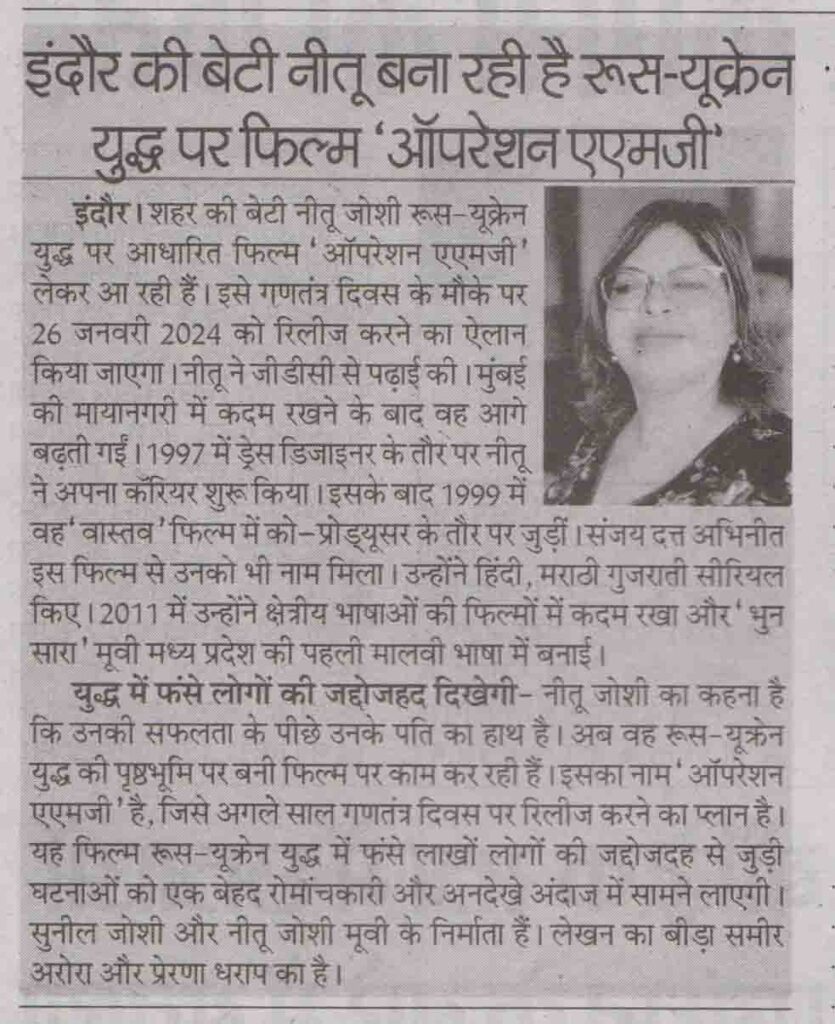 इंदौर की बेटी नीतू बना रही है रूस-यूक्रेन
युद्ध पर फिल्म ‘ऑपरेशन एएमजी’
इंदौर। शहर की बेटी नीतू जोशी रूस-यूक्रेन
युद्ध पर आधारित फिल्म ‘ऑपरेशन एएमजी’
लेकर आ रही हैं। इसे गणतंत्र दिवस के मौके पर
26 जनवरी 2024 को रिलीज करने का ऐलान
किया जाएगा। नीतू ने जीडीसी से पढ़ाई की। मुंबई
की मायानगरी में कदम रखने के बाद वह आगे
बढ़ती गईं। 1997 में ड्रेस डिजाइनर के तौर पर नीतू
ने अपना कॅरियर शुरू किया। इसके बाद 1999 में
वह ‘वास्तव’ फिल्म में को-प्रोड्यूसर के तौर पर जुड़ीं। संजय दत्त अभिनीत
इस फिल्म से उनको भी नाम मिला। उन्होंने हिंदी, मराठी गुजराती सीरियल
किए। 2011 में उन्होंने क्षेत्रीय भाषाओं की फिल्मों में कदम रखा और ‘भुन
सारा’ मूवी मध्य प्रदेश की पहली मालवी भाषा में बनाई।
युद्ध में फंसे लोगों की जद्दोजहद दिखेगी- नीतू जोशी का कहना है
कि उनकी सफलता के पीछे उनके पति का हाथ है। अब वह रूस-यूक्रेन
युद्ध की पृष्ठभूमि पर बनी फिल्म पर काम कर रही हैं। इसका नाम ‘ऑपरेशन
एएमजी’ है, जिसे अगले साल गणतंत्र दिवस पर रिलीज करने का प्लान है।
यह फिल्म रूस-यूक्रेन युद्ध में फंसे लाखों लोगों की जद्दोजदह से जुड़ी
घटनाओं को एक बेहद रोमांचकारी और अनदेखे अंदाज में सामने लाएगी।
सुनील जोशी और नीतू जोशी मूवी के निर्माता हैं। लेखन का बीड़ा समीर
अरोरा और प्रेरणा धराप का है।